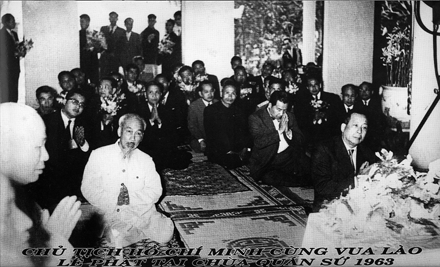 CHỦ TỊCH HỒ CHÍ MINH CÙNG VUA LÀO
LỄ PHẬT TẠI CHÙA QUÁN SỨ 1963